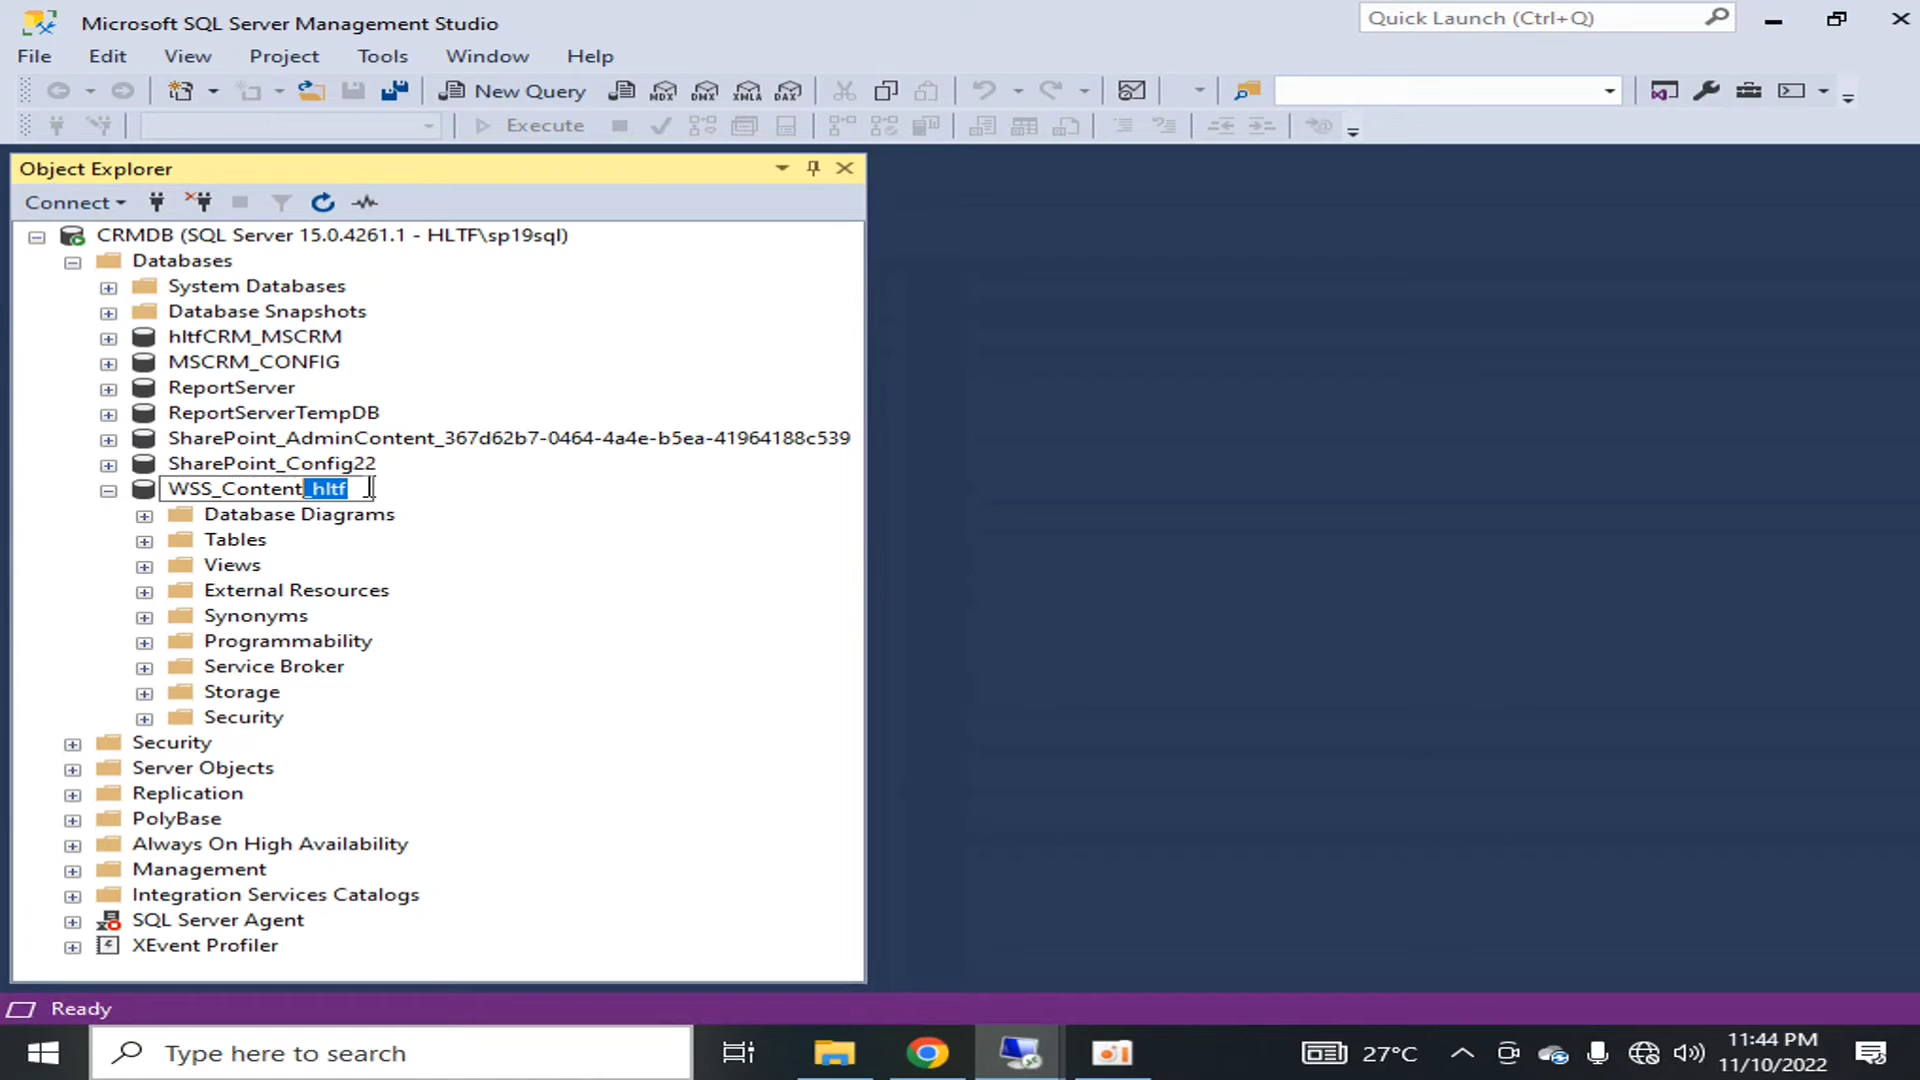 Microsoft SQL Server Management Studio
Quick Launch (Ctrl+Q)
File Edit View Project Tools Window Help
New Query MDX DMX XMLA DAX
Execute
Object Explorer
Connect
CRMDB (SQL Server 15.0.4261.1 - HLTF\sp19sql)
Databases
System Databases
Database Snapshots
hltfCRM_MSCRM
MSCRM_CONFIG
ReportServer
ReportServerTempDB
SharePoint_AdminContent_367d62b7-0464-4a4e-b5ea-41964188c539
SharePoint_Config22
WSS_Content_hltf
Database Diagrams
Tables
Views
External Resources
Synonyms
Programmability
Service Broker
Storage
Security
Security
Server Objects
Replication
PolyBase
Always On High Availability
Management
Integration Services Catalogs
SQL Server Agent
XEvent Profiler
Ready
Type here to search
27°C
11:44 PM
11/10/2022